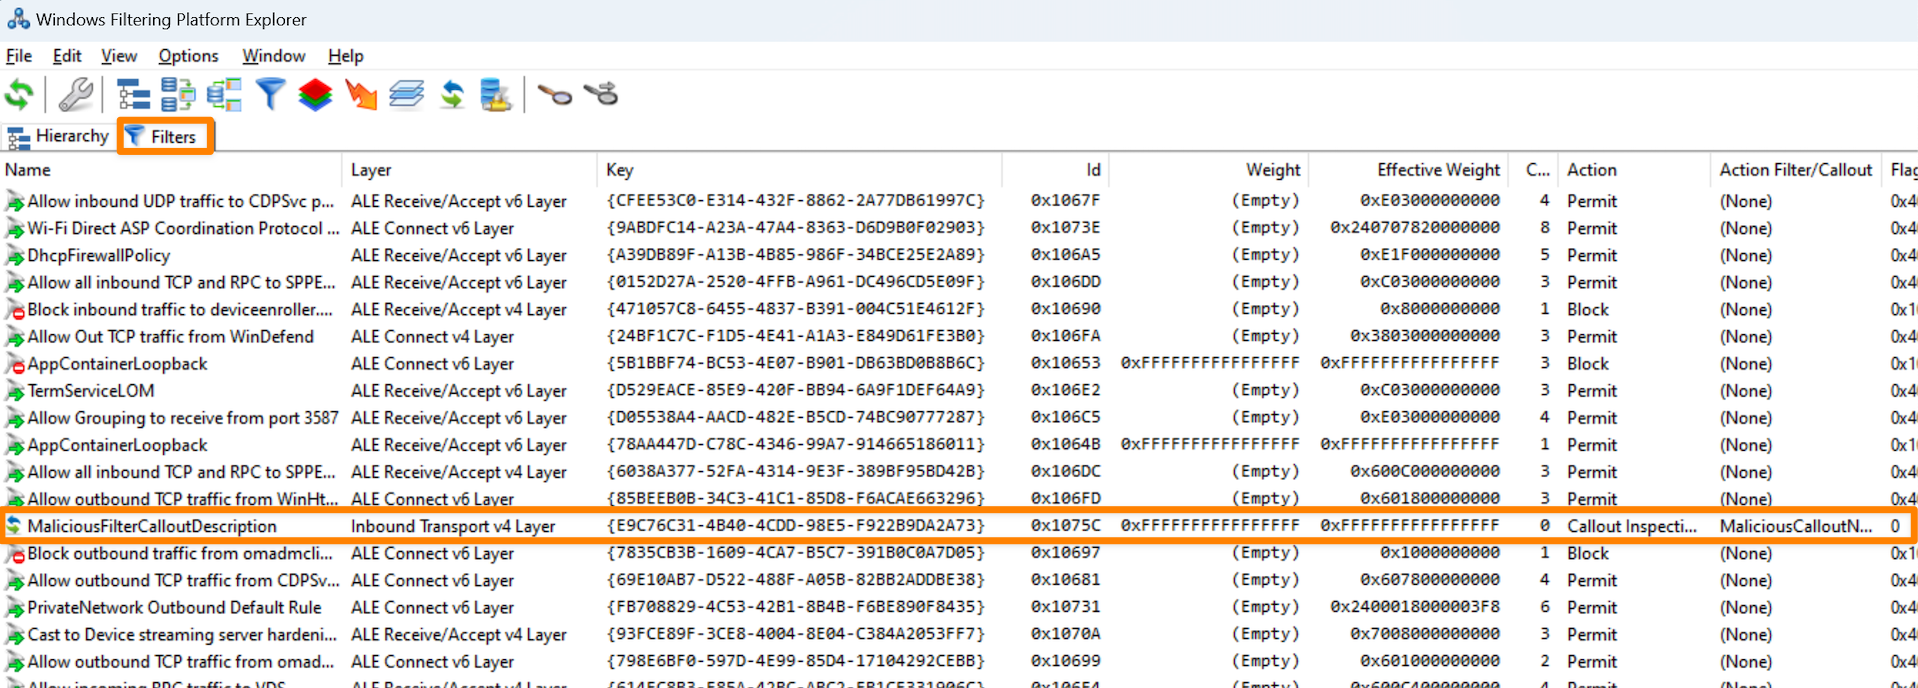 Windows Filtering Platform Explorer
File Edit View Options Window Help
Hierarchy Filters
Name Layer Key Id Weight Effective Weight C... Action Action Filter/Callout Flag
Allow inbound UDP traffic to CDPSvc p... ALE Receive/Accept v6 Layer {CFEE53C0-E314-432F-8862-2A77DB61997C} 0x1067F (Empty) 0xE03000000000 4 Permit (None) 0x4
Wi-Fi Direct ASP Coordination Protocol ... ALE Connect v6 Layer {9ABDFC14-A23A-47A4-8363-D6D9B0F02903} 0x1073E (Empty) 0x240707820000000 8 Permit (None) 0x4
DhcpFirewallPolicy ALE Receive/Accept v6 Layer {A39DB89F-A13B-4B85-986F-34BCE25E2A89} 0x106A5 (Empty) 0xE1F000000000 5 Permit (None) 0x4
Allow all inbound TCP and RPC to SPPE... ALE Receive/Accept v6 Layer {0152D27A-2520-4FFB-A961-DC496CD5E09F} 0x106DD (Empty) 0xC03000000000 3 Permit (None) 0x4
Block inbound traffic to deviceenroller.... ALE Receive/Accept v4 Layer {471057C8-6455-4837-B391-004C51E4612F} 0x10690 (Empty) 0x8000000000 1 Block (None) 0x1
Allow Out TCP traffic from WinDefend ALE Connect v4 Layer {24BF1C7C-F1D5-4E41-A1A3-E849D61FE3B0} 0x106FA (Empty) 0x3803000000000 3 Permit (None) 0x4
AppContainerLoopback ALE Connect v6 Layer {5B1BBF74-BC53-4E07-B901-DB63BD0B8B6C} 0x10653 0xFFFFFFFFFFFFFFFF 0xFFFFFFFFFFFFFFFF 3 Block (None) 0x1
TermServiceLOM ALE Receive/Accept v6 Layer {D529EACE-85E9-420F-BB94-6A9F1DEF64A9} 0x106E2 (Empty) 0xC03000000000 3 Permit (None) 0x4
Allow Grouping to receive from port 3587 ALE Receive/Accept v6 Layer {D05538A4-AACD-482E-B5CD-74BC90777287} 0x106C5 (Empty) 0xE03000000000 4 Permit (None) 0x4
AppContainerLoopback ALE Receive/Accept v6 Layer {78AA447D-C78C-4346-99A7-914665186011} 0x1064B 0xFFFFFFFFFFFFFFFF 0xFFFFFFFFFFFFFFFF 1 Permit (None) 0x1
Allow all inbound TCP and RPC to SPPE... ALE Receive/Accept v4 Layer {6038A377-52FA-4314-9E3F-389BF95BD42B} 0x106DC (Empty) 0x600C000000000 3 Permit (None) 0x4
Allow outbound TCP traffic from WinHt... ALE Connect v6 Layer {85BEEB0B-34C3-41C1-85D8-F6ACAE663296} 0x106FD (Empty) 0x601800000000 3 Permit (None) 0x4
MaliciousFilterCalloutDescription Inbound Transport v4 Layer {E9C76C31-4B40-4CDD-98E5-F922B9DA2A73} 0x1075C 0xFFFFFFFFFFFFFFFF 0xFFFFFFFFFFFFFFFF 0 Callout Inspecti... MaliciousCalloutN... 0
Block outbound traffic from omadmcli... ALE Connect v6 Layer {7835CB3B-1609-4CA7-B5C7-391B0C0A7D05} 0x10697 (Empty) 0x1000000000 1 Block (None) 0x1
Allow outbound TCP traffic from CDPSv... ALE Connect v6 Layer {69E10AB7-D522-488F-A05B-82BB2ADDBE38} 0x10681 (Empty) 0x607800000000 4 Permit (None) 0x4
PrivateNetwork Outbound Default Rule ALE Connect v6 Layer {FB708829-4C53-42B1-8B4B-F6BE890F8435} 0x10731 (Empty) 0x2400018000003F8 6 Permit (None) 0x4
Cast to Device streaming server hardeni... ALE Receive/Accept v4 Layer {93FCE89F-3CE8-4004-8E04-C384A2053FF7} 0x1070A (Empty) 0x7008000000000 3 Permit (None) 0x4
Allow outbound TCP traffic from omad... ALE Connect v6 Layer {798E6BF0-597D-4E99-85D4-17104292CEBB} 0x10699 (Empty) 0x601000000000 2 Permit (None) 0x4